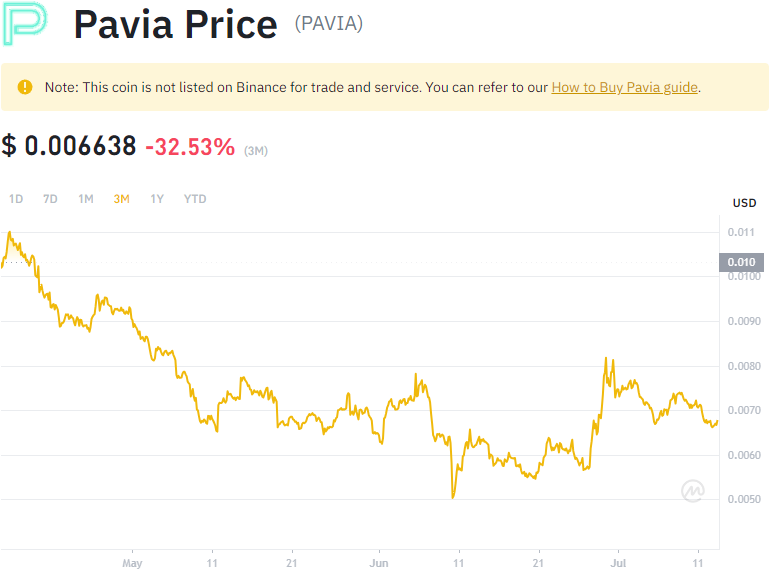 Pavia Price (PAVIA)
Note: This coin is not listed on Binance for trade and service. You can refer to our How to Buy Pavia guide.
$ 0.006638 -32.53% (3M)
1D 7D 1M 3M 1Y YTD
USD
0.011
0.010
0.0100
0.0090
0.0080
0.0070
0.0060
0.0050
May 11 21 Jun 11 21 Jul 11